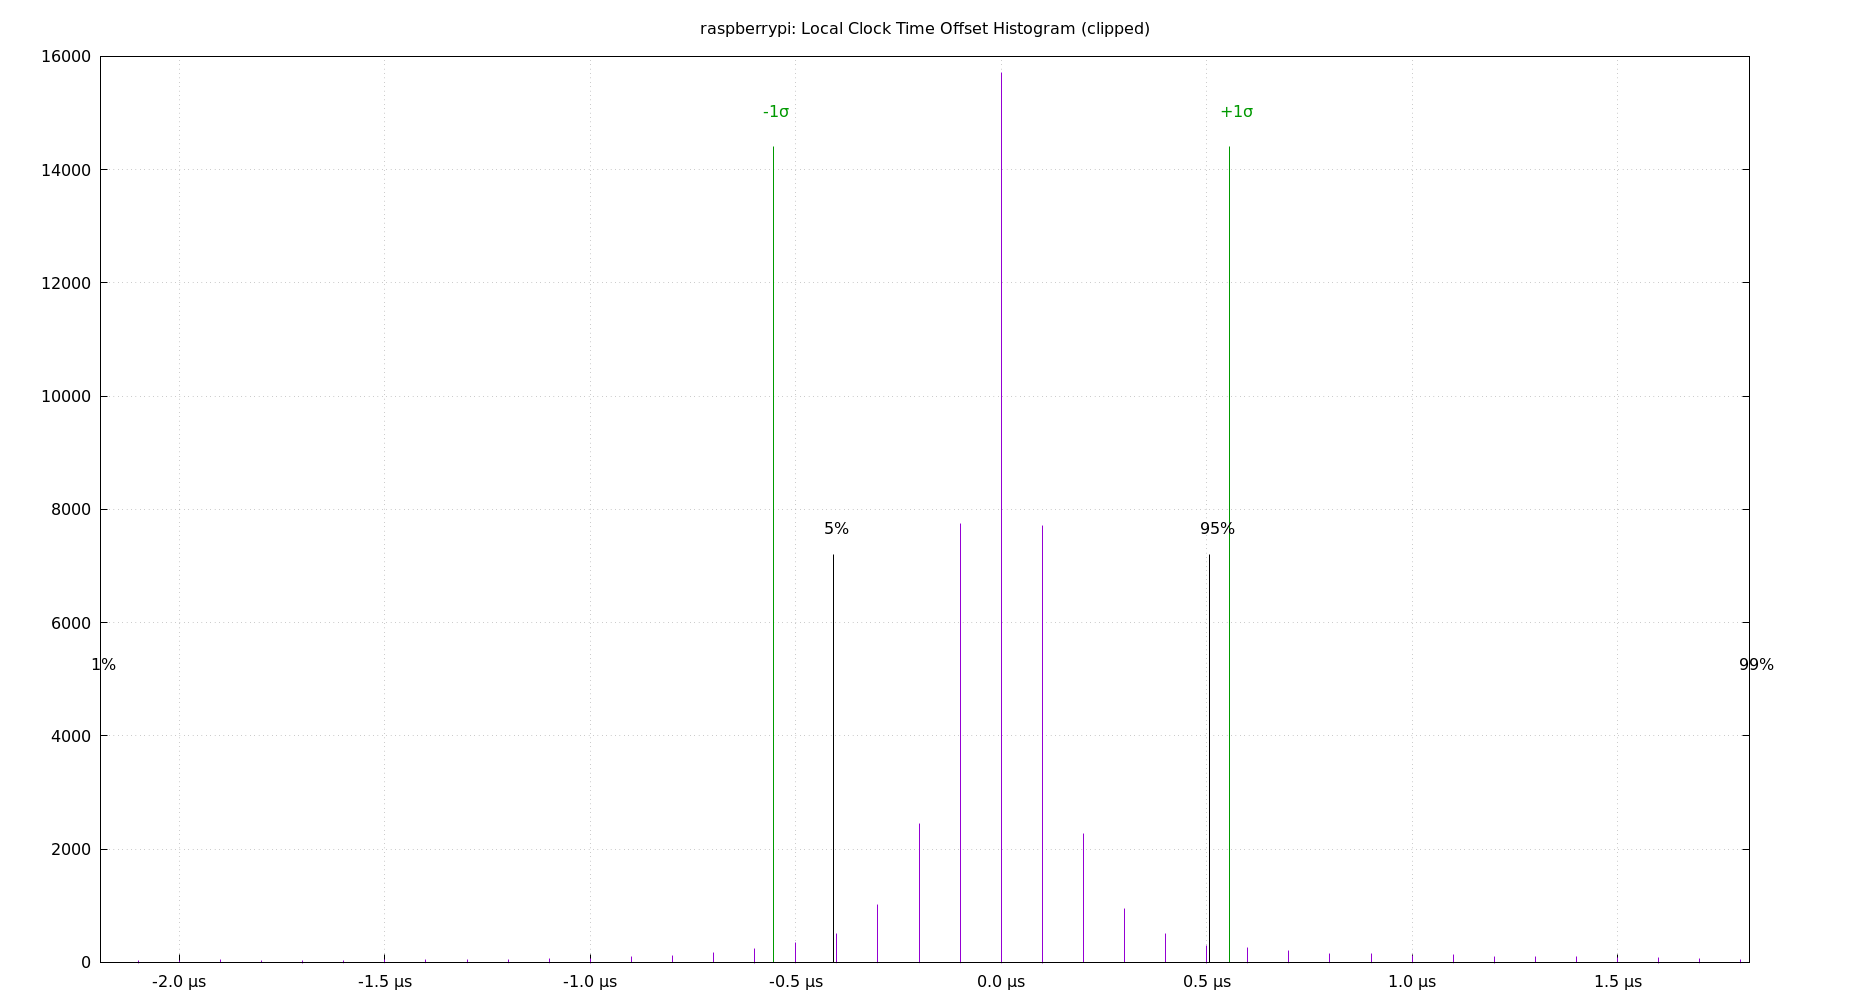 raspberrypi: Local Clock Time Offset Histogram (clipped)
16000
-1σ
+1σ
14000
12000
10000
8000
5%
95%
6000
1%
99%
4000
2000
0
-2.0 µs
-1.5 µs
-1.0 µs
-0.5 µs
0.0 µs
0.5 µs
1.0 µs
1.5 µs